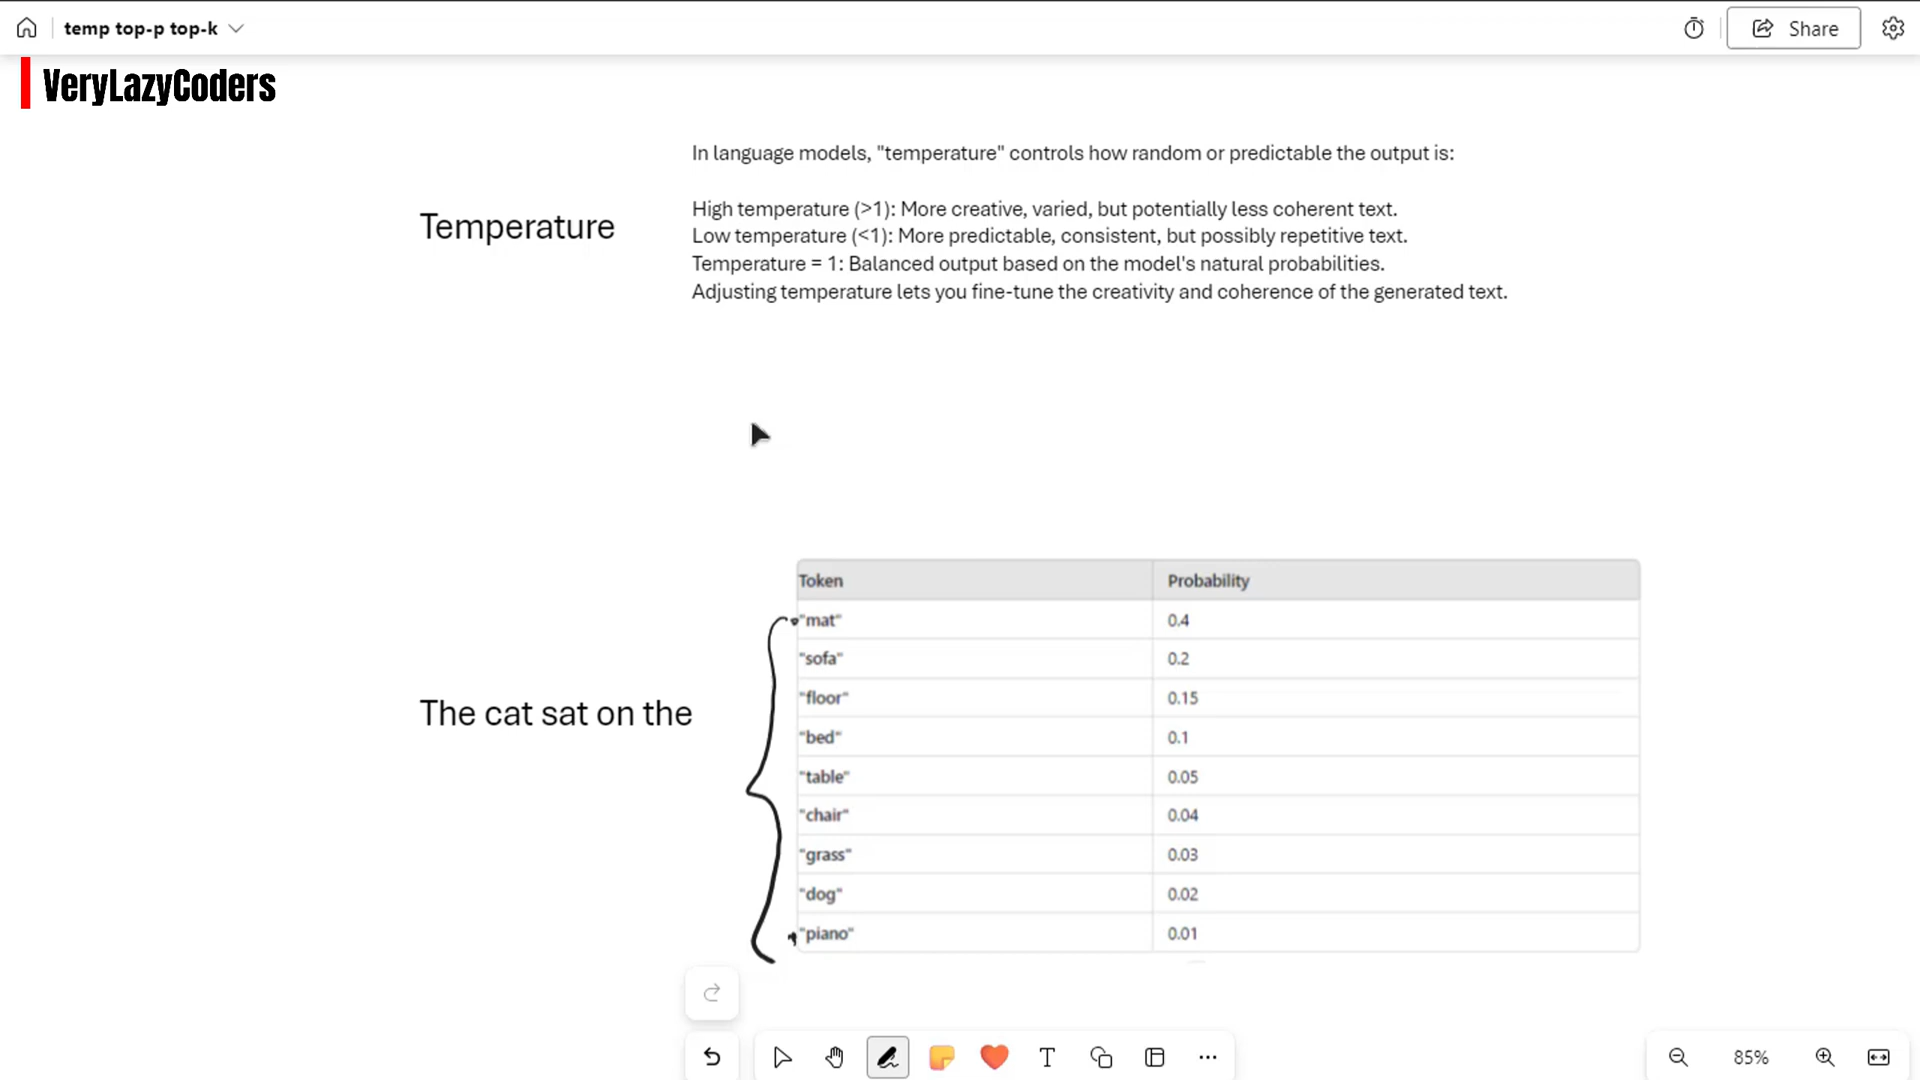 temp top-p top-k
Share
VeryLazyCoders
In language models, "temperature" controls how random or predictable the output is:
Temperature
High temperature (>1): More creative, varied, but potentially less coherent text.
Low temperature (<1): More predictable, consistent, but possibly repetitive text.
Temperature = 1: Balanced output based on the model's natural probabilities.
Adjusting temperature lets you fine-tune the creativity and coherence of the generated text.
The cat sat on the
Token Probability
"mat" 0.4
"sofa" 0.2
"floor" 0.15
"bed" 0.1
"table" 0.05
"chair" 0.04
"grass" 0.03
"dog" 0.02
"piano" 0.01
T
85%